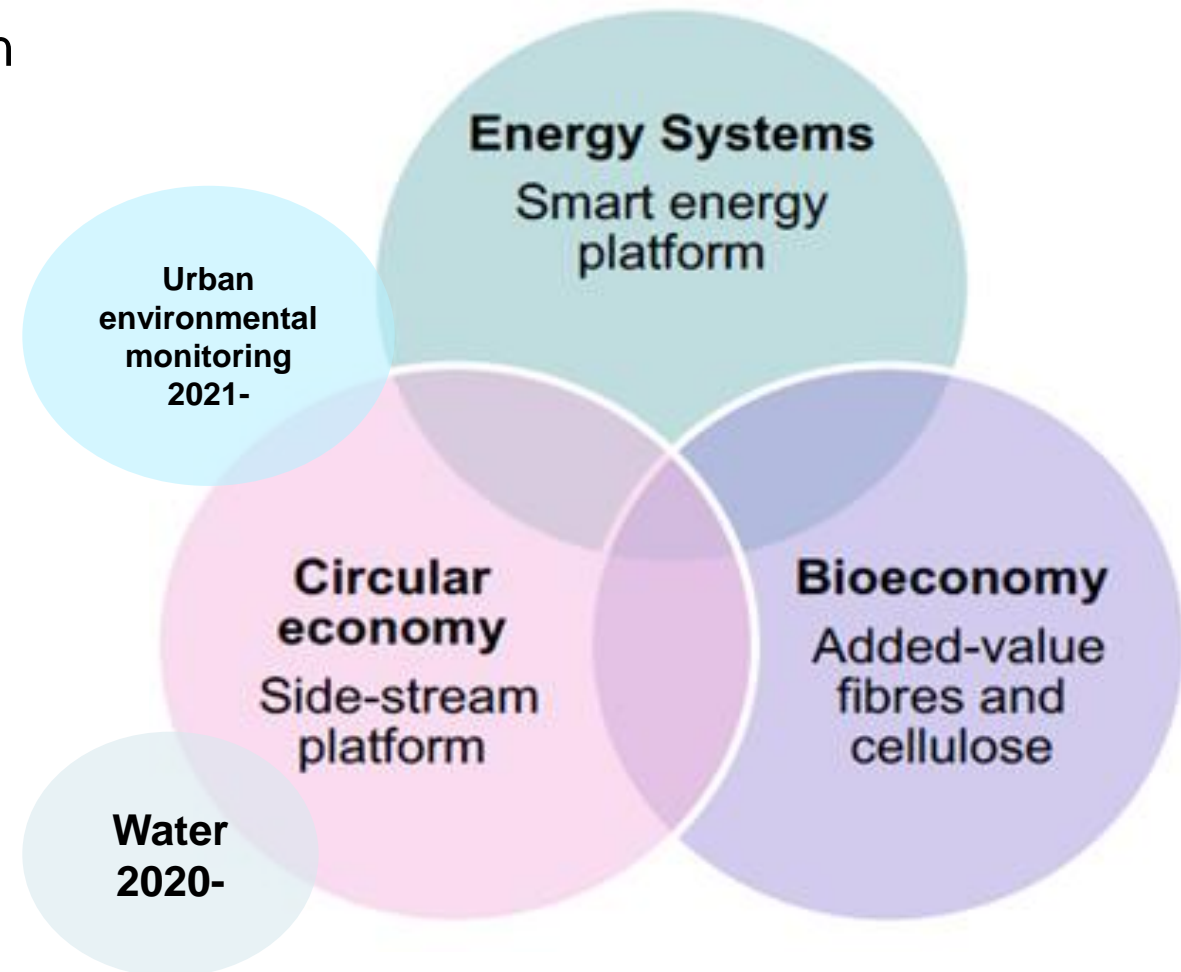 n
Energy Systems
Smart energy
platform
Urban
environmental
monitoring
2021-
Circular
economy
Side-stream
platform
Bioeconomy
Added-value
fibres and
cellulose
Water
2020-